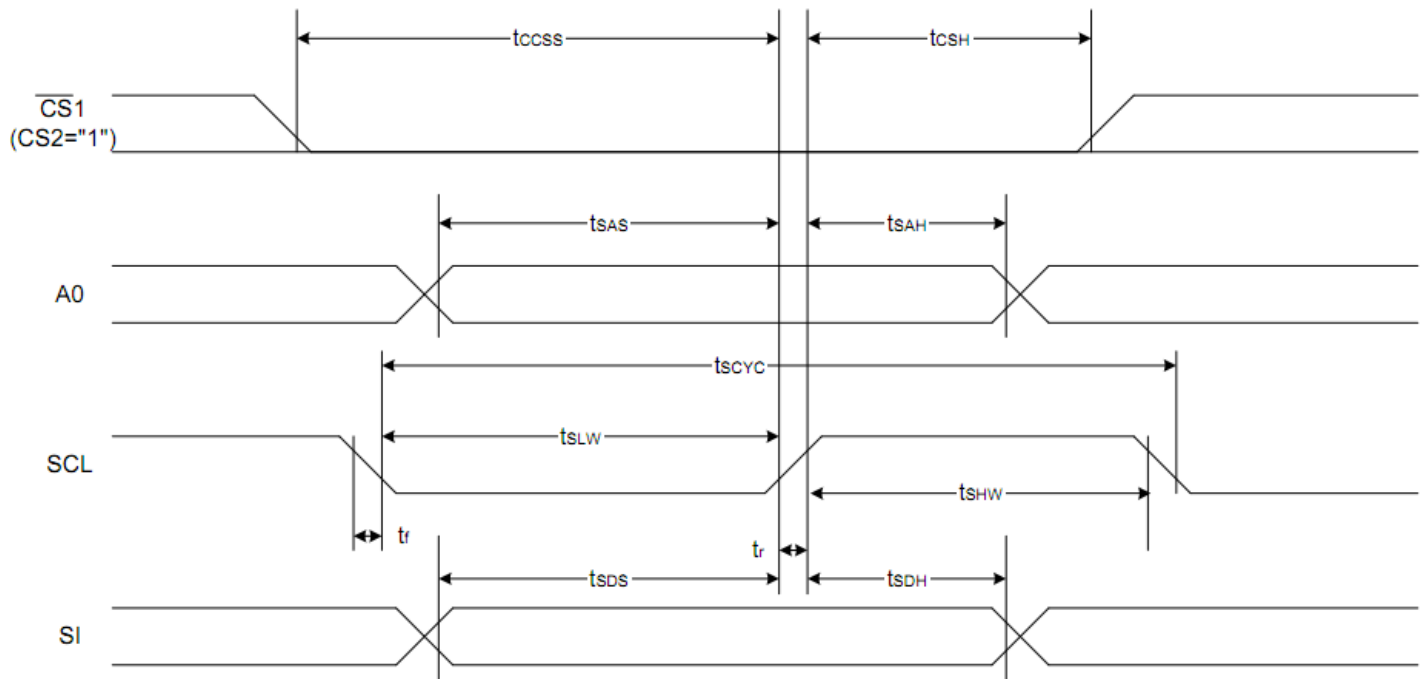 tCCSS tCSH
CS1
(CS2="1")
tSAS tSAH
A0
tSCYC
tSLW
SCL
tSHW
tf
tr
tSDS tSDH
SI